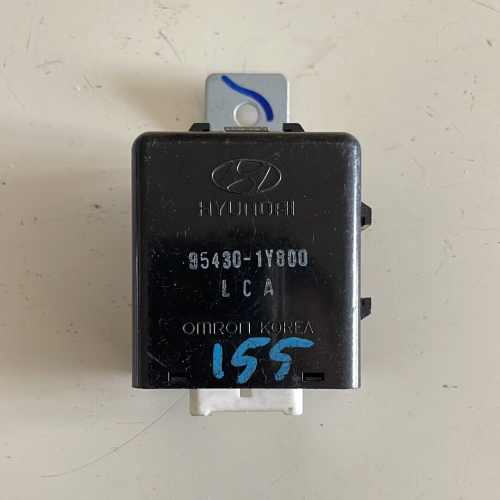 HYUNDAI
95430-1Y800
LCA
OMRON KOREA
155